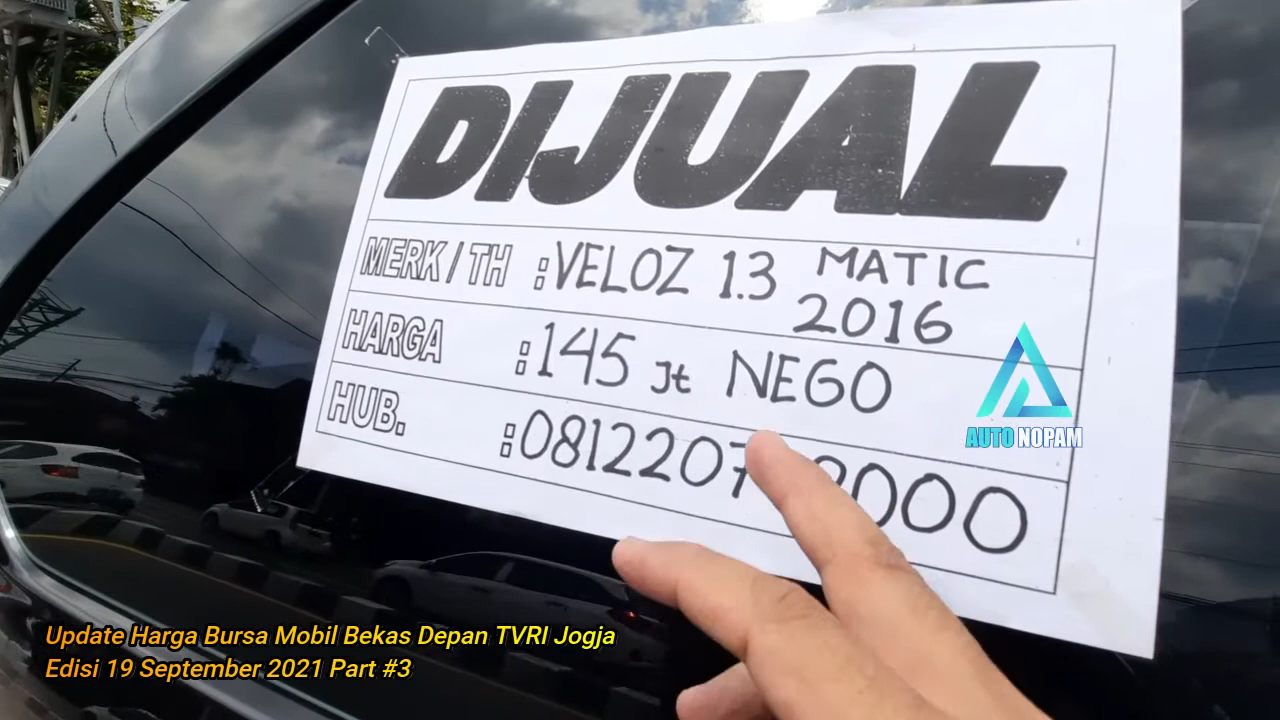 DIJUAL
MERK / TH : VELOZ 1.3 MATIC
2016
HARGA : 145 Jt NEGO
HUB. :
AUTO NOPAM
Update Harga Bursa Mobil Bekas Depan TVRI Jogja
Edisi 19 September 2021 Part #3